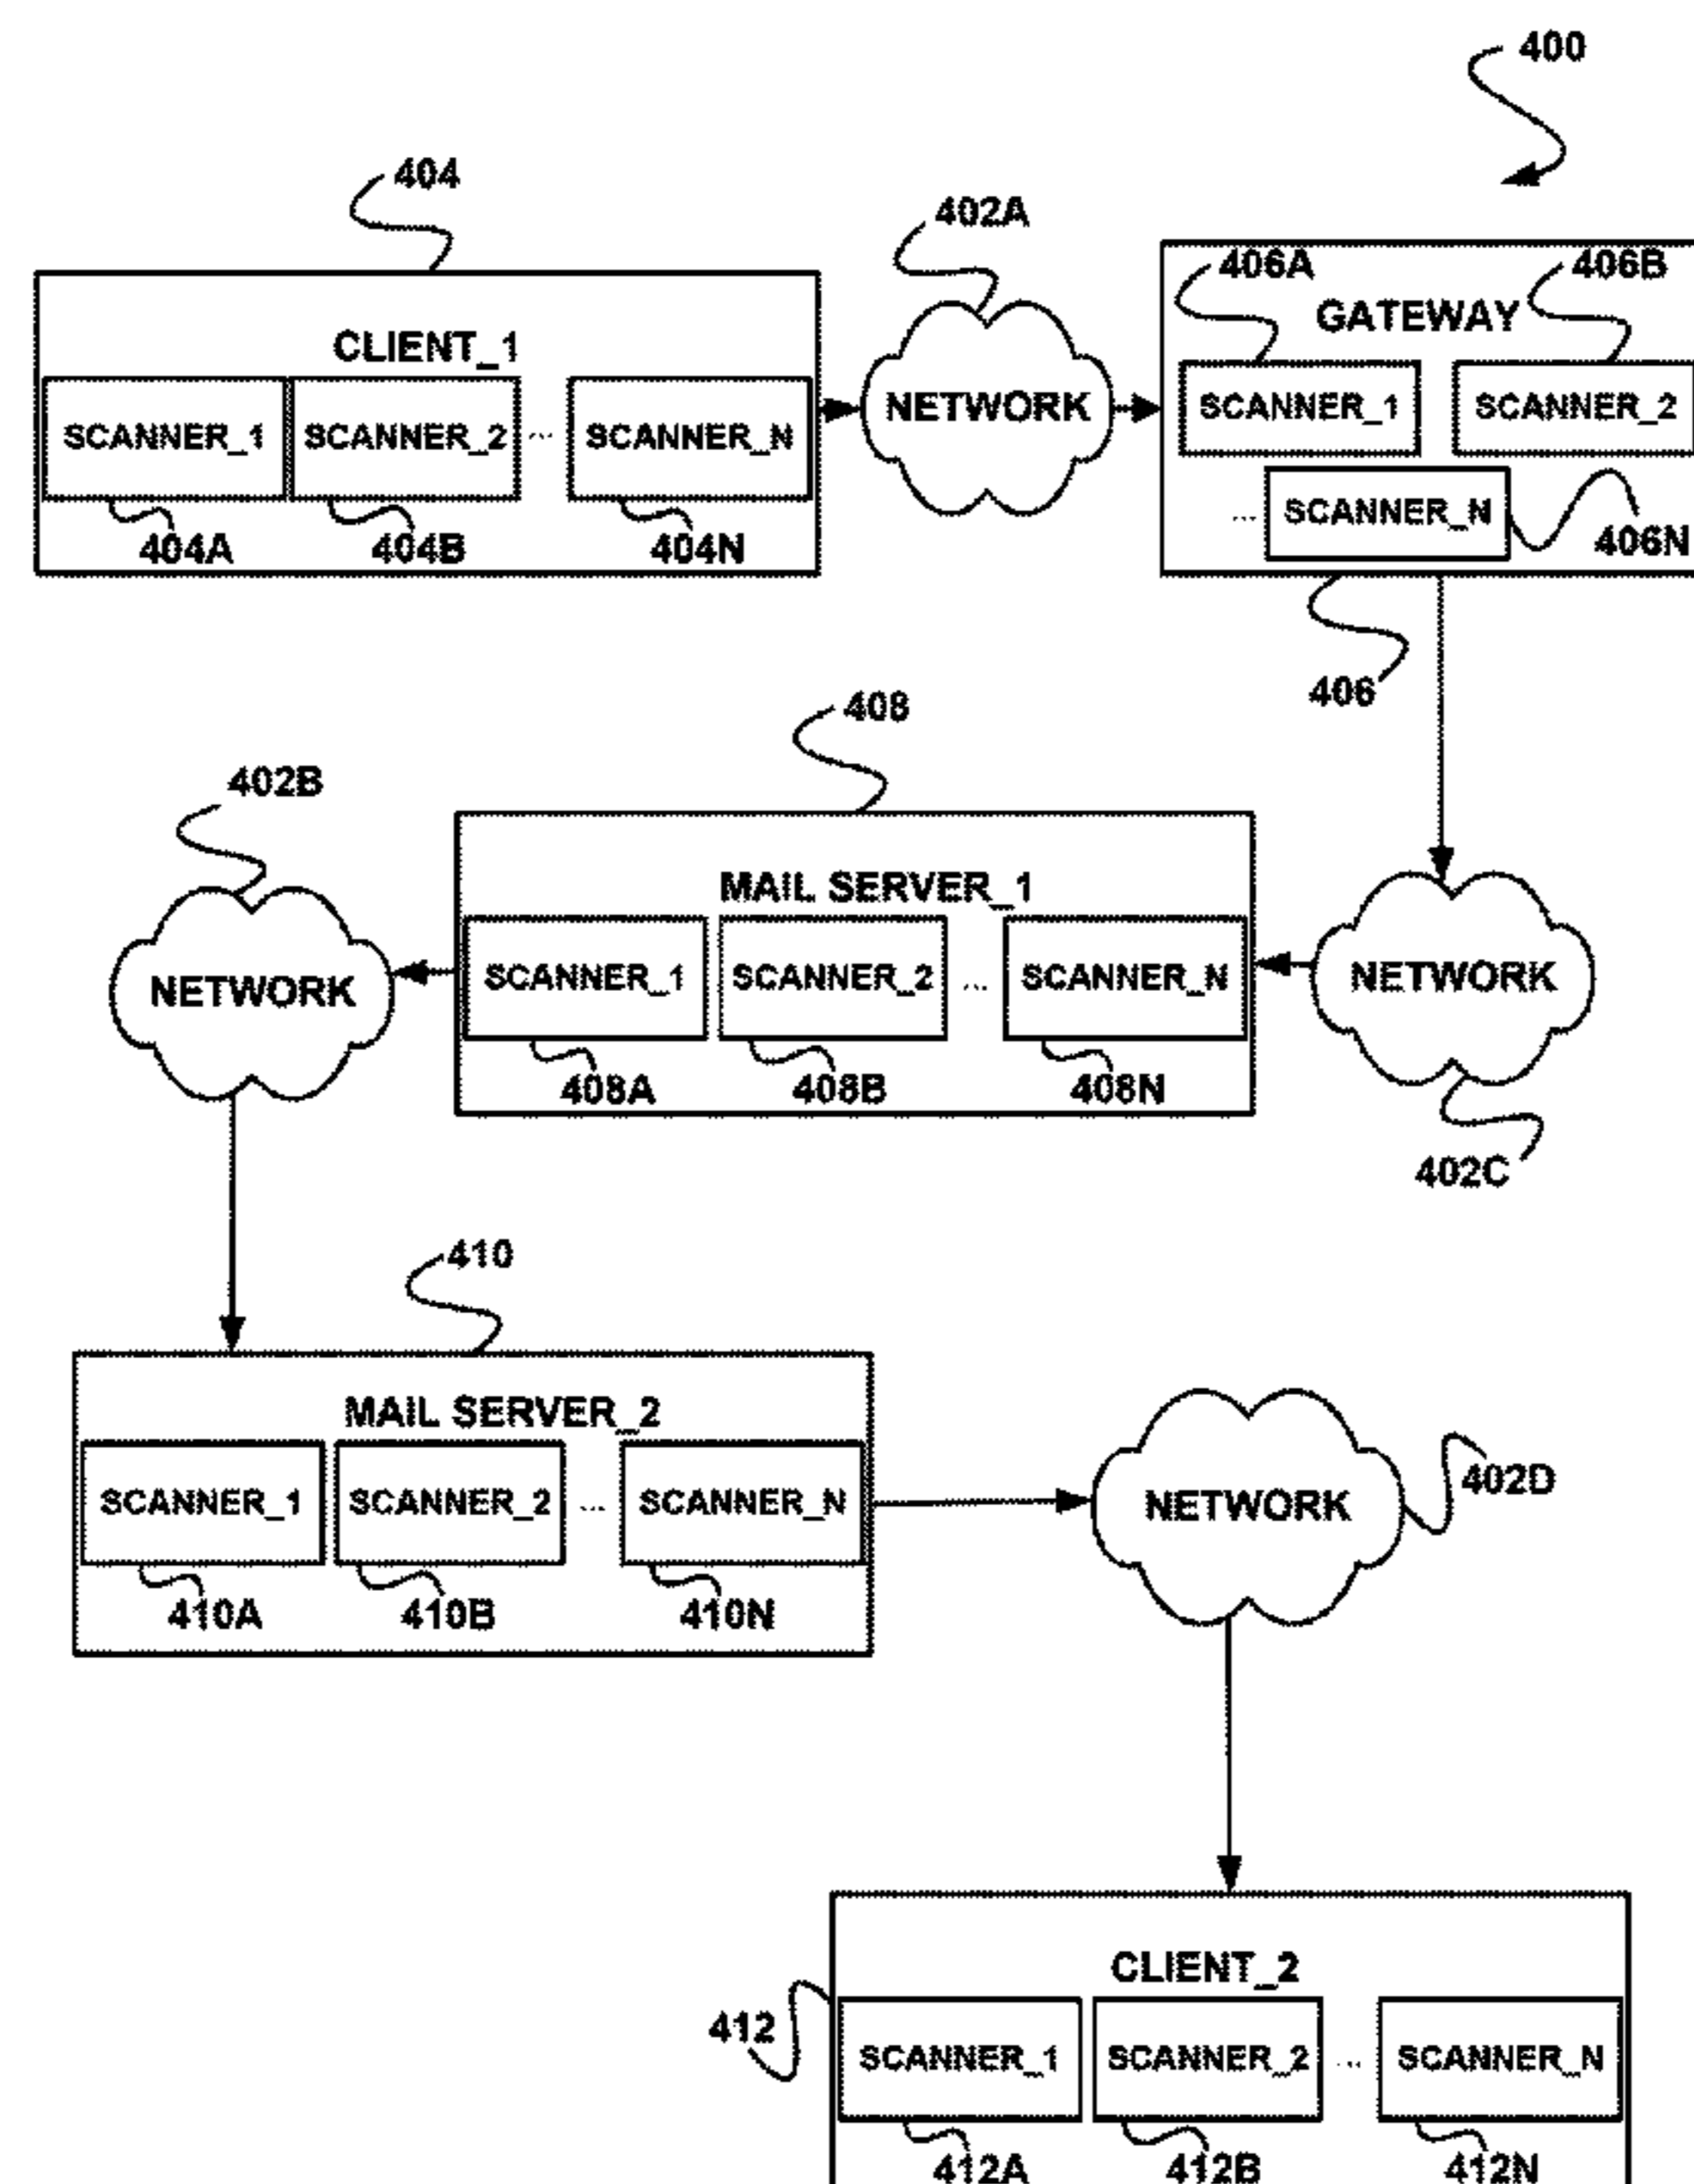 400
404
402A
406A
406B
GATEWAY
CLIENT_1
SCANNER_1
SCANNER_2
...
SCANNER_N
NETWORK
SCANNER_1
SCANNER_2
...
SCANNER_N
404A
404B
404N
406N
406
408
402B
MAIL SERVER_1
NETWORK
SCANNER_1
SCANNER_2
...
SCANNER_N
NETWORK
408A
408B
408N
402C
410
MAIL SERVER_2
SCANNER_1
SCANNER_2
...
SCANNER_N
NETWORK
402D
410A
410B
410N
CLIENT_2
412
SCANNER_1
SCANNER_2
...
SCANNER_N
412A
412B
412N